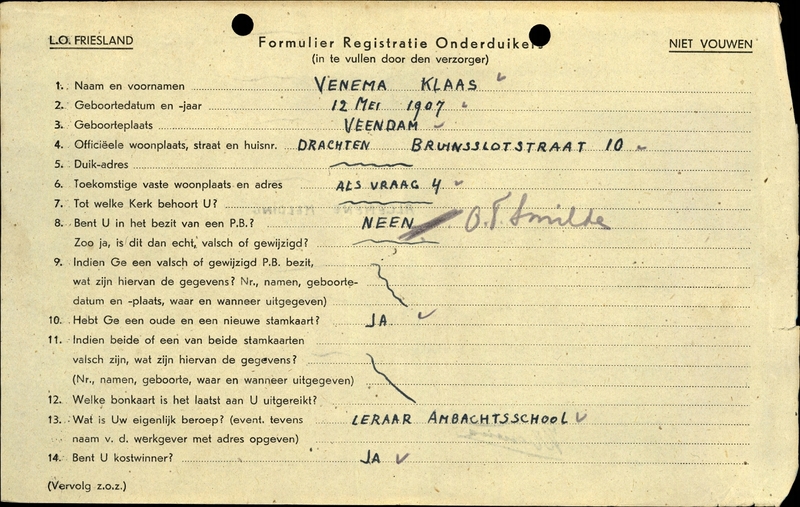 L.O. FRIESLAND
Formulier Registratie Onderduikers
NIET VOUWEN
(in te vullen door den verzorger)
1. Naam en voornamen VENEMA KLAAS
2. Geboortedatum en -jaar 12 MEI 1907
3. Geboorteplaats VEENDAM
4. Officiëele woonplaats, straat en huisnr. DRACHTEN BRUINSSLOTSTRAAT 10
5. Duik-adres
6. Toekomstige vaste woonplaats en adres ALS VRAAG 4
7. Tot welke Kerk behoort U?
8. Bent U in het bezit van een P.B.? NEEN O.T. Smilde
Zoo ja, is dit dan echt, valsch of gewijzigd?
9. Indien Ge een valsch of gewijzigd P.B. bezit,
wat zijn hiervan de gegevens? Nr., namen, geboorte-
datum en -plaats, waar en wanneer uitgegeven)
10. Hebt Ge een oude en een nieuwe stamkaart? JA
11. Indien beide of een van beide stamkaarten
valsch zijn, wat zijn hiervan de gegevens?
(Nr., namen, geboorte, waar en wanneer uitgegeven)
12. Welke bonkaart is het laatst aan U uitgereikt?
13. Wat is Uw eigenlijk beroep? (event. tevens LERAAR AMBACHTSSCHOOL
naam v. d. werkgever met adres opgeven)
14. Bent U kostwinner? JA
(Vervolg z.o.z.)